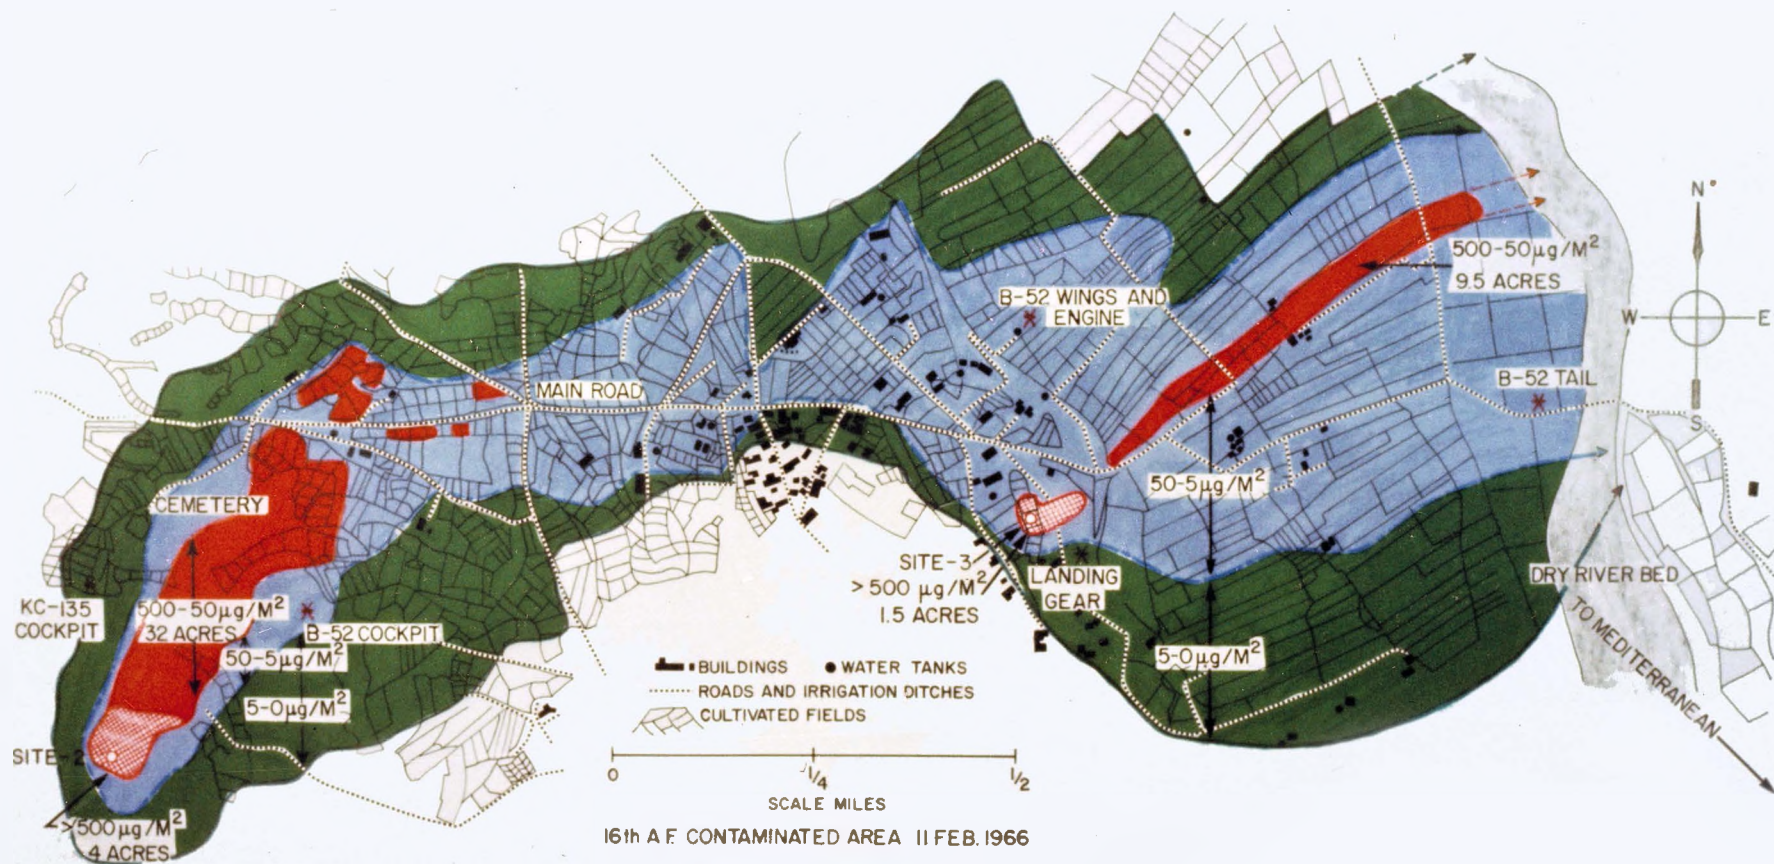 N
500-50μg/M²
9.5 ACRES
B-52 WINGS AND
ENGINE
W
E
B-52 TAIL
MAIN ROAD
S
CEMETERY
50-5μg/M²
SITE-3
> 500 μg/M²
1.5 ACRES
LANDING
GEAR
DRY RIVER BED
KC-135
COCKPIT
500-50μg/M²
32 ACRES
B-52 COCKPIT
TO MEDITERRANEAN
50-5μg/M²
5-0μg/M²
BUILDINGS
WATER TANKS
5-0μg/M²
ROADS AND IRRIGATION DITCHES
CULTIVATED FIELDS
SITE-2
0
1/4
1/2
SCALE MILES
>500μg/M²
4 ACRES
16th A F. CONTAMINATED AREA 11 FEB. 1966